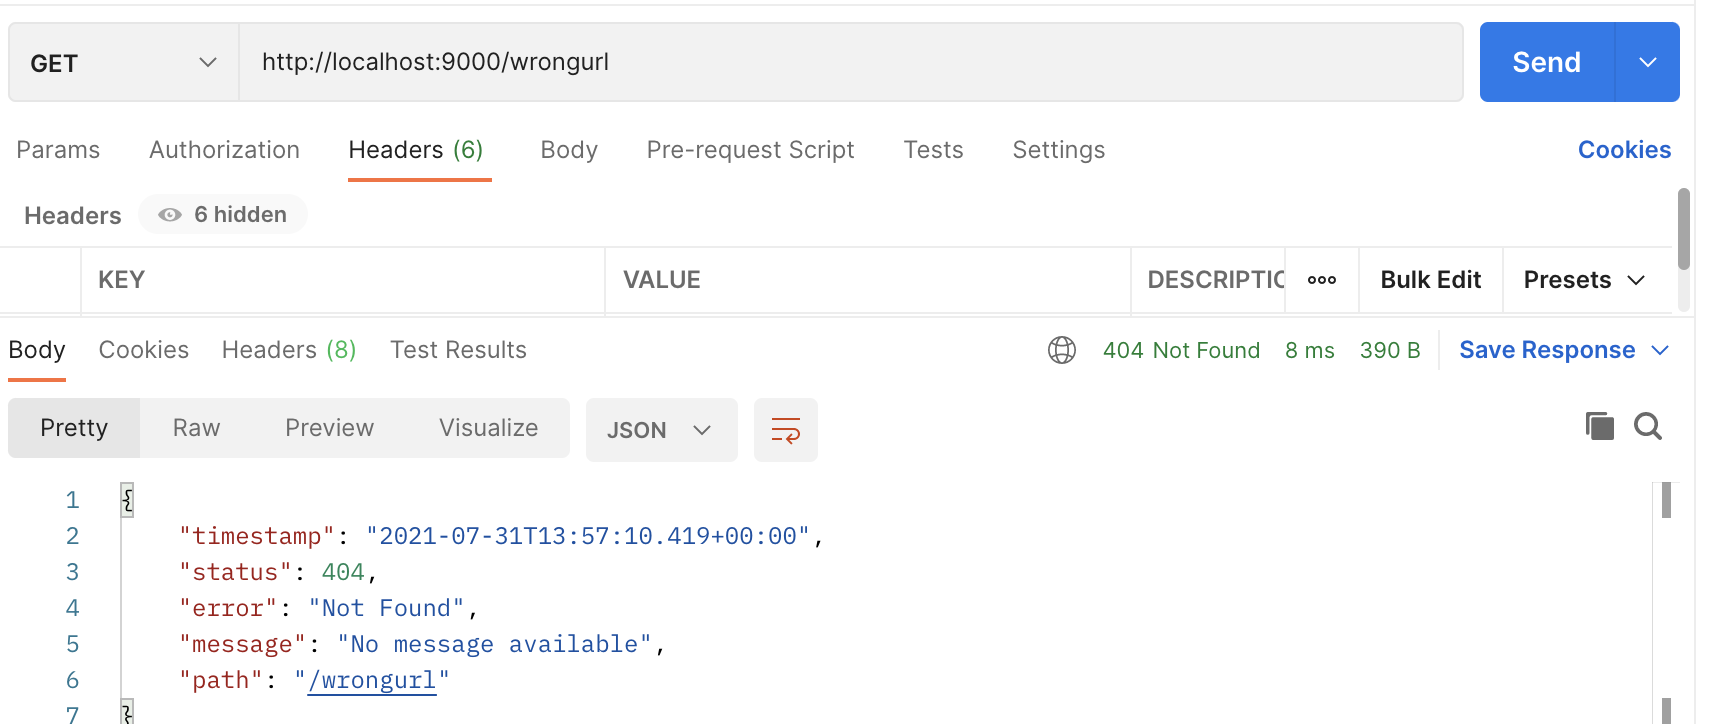 GET http://localhost:9000/wrongurl Send
Params Authorization Headers (6) Body Pre-request Script Tests Settings Cookies
Headers 6 hidden
KEY VALUE DESCRIPTIO ooo Bulk Edit Presets
Body Cookies Headers (8) Test Results 404 Not Found 8 ms 390 B Save Response
Pretty Raw Preview Visualize JSON
1 {
2 "timestamp": "2021-07-31T13:57:10.419+00:00",
3 "status": 404,
4 "error": "Not Found",
5 "message": "No message available",
6 "path": "/wrongurl"
7 }